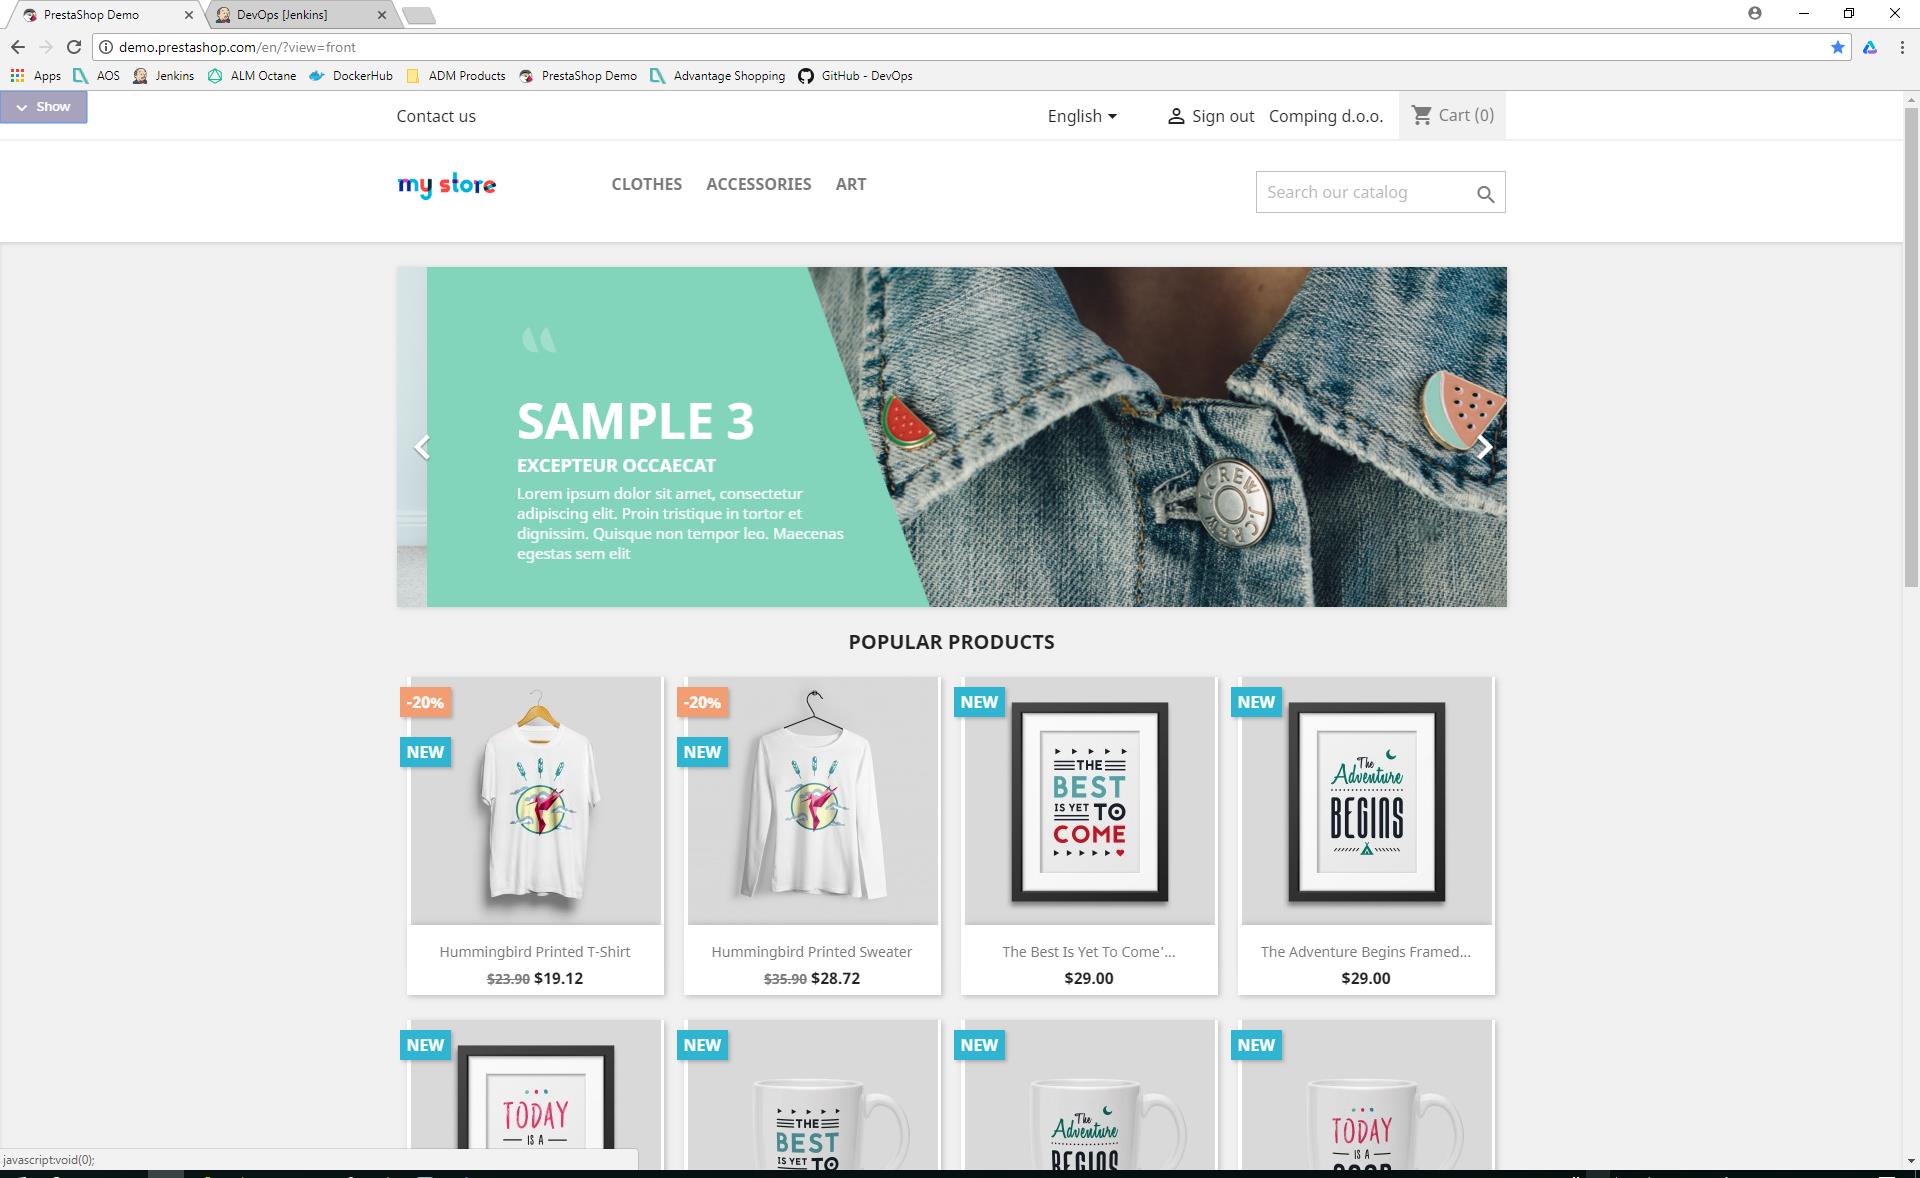 PrestaShop Demo
DevOps [Jenkins]
demo.prestashop.com/en/?view=front
Apps AOS Jenkins ALM Octane DockerHub ADM Products PrestaShop Demo Advantage Shopping GitHub - DevOps
Show
Contact us English Sign out Comping d.o.o. Cart (0)
my store CLOTHES ACCESSORIES ART Search our catalog
SAMPLE 3
EXCEPTEUR OCCAECAT
Lorem ipsum dolor sit amet, consectetur
adipiscing elit. Proin tristique in tortor et
dignissim. Quisque non tempor leo. Maecenas
egestas sem elit
J.CREW J.CREW
POPULAR PRODUCTS
-20%
NEW
Hummingbird Printed T-Shirt
$23.90 $19.12
-20%
NEW
Hummingbird Printed Sweater
$35.90 $28.72
NEW
THE
BEST
IS YET TO
COME
The Best Is Yet To Come'...
$29.00
NEW
The
Adventure
BEGINS
The Adventure Begins Framed...
$29.00
NEW
TODAY
IS A
NEW
THE
BEST
IS YET TO
NEW
The
Adventure
BEGINS
NEW
TODAY
IS A
GOOD
javascript:void(0);